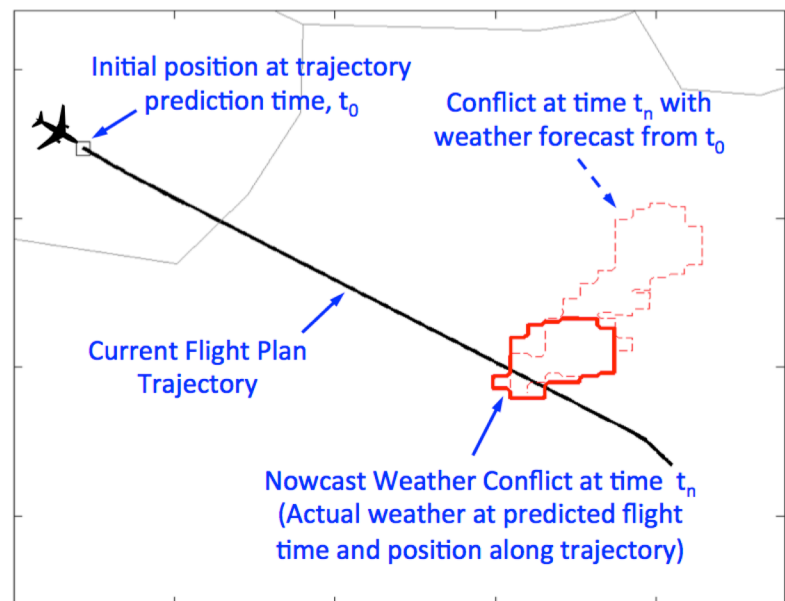 Initial position at trajectory
prediction time, t₀
Conflict at time tₙ with
weather forecast from t₀
Current Flight Plan
Trajectory
Nowcast Weather Conflict at time tₙ
(Actual weather at predicted flight
time and position along trajectory)